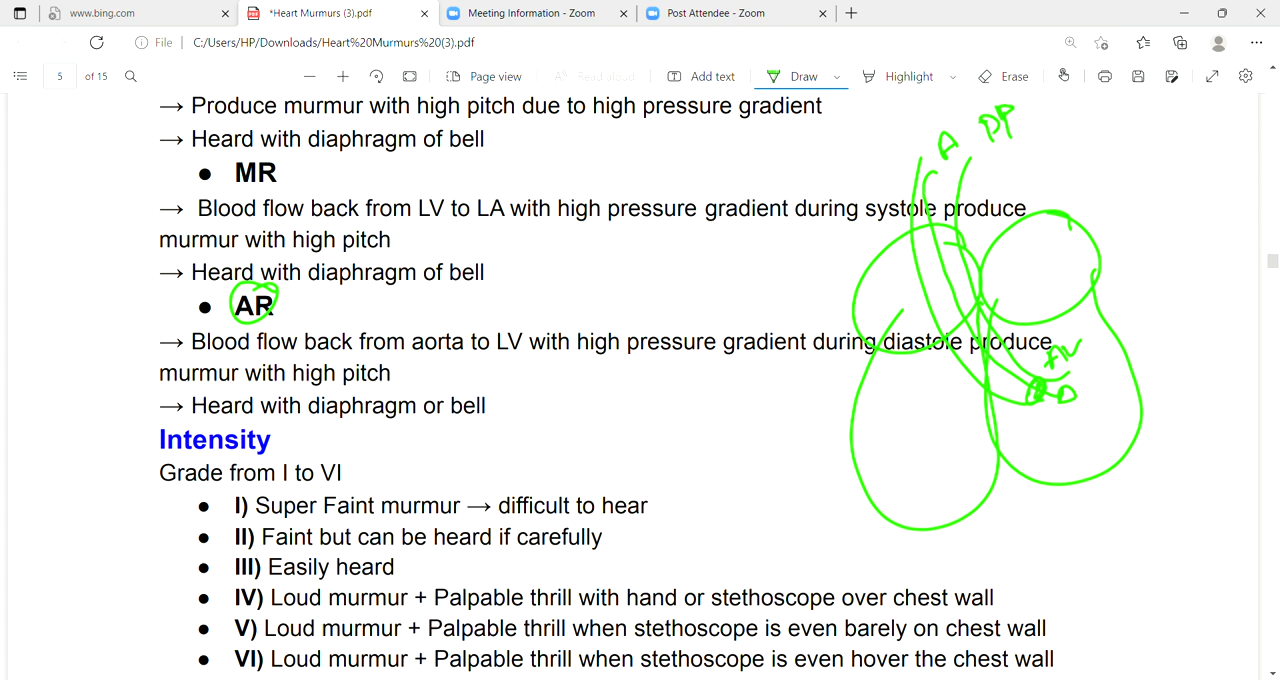 www.bing.com
*Heart Murmurs (3).pdf
Meeting Information - Zoom
Post Attendee - Zoom
File
C:/Users/HP/Downloads/Heart%20Murmurs%20(3).pdf
5 of 15
Page view
Read aloud
Add text
Draw
Highlight
Erase
→ Produce murmur with high pitch due to high pressure gradient
→ Heard with diaphragm of bell
● MR
→ Blood flow back from LV to LA with high pressure gradient during systole produce
murmur with high pitch
→ Heard with diaphragm of bell
● AR
→ Blood flow back from aorta to LV with high pressure gradient during diastole produce
murmur with high pitch
→ Heard with diaphragm or bell
Intensity
Grade from I to VI
● I) Super Faint murmur → difficult to hear
● II) Faint but can be heard if carefully
● III) Easily heard
● IV) Loud murmur + Palpable thrill with hand or stethoscope over chest wall
● V) Loud murmur + Palpable thrill when stethoscope is even barely on chest wall
● VI) Loud murmur + Palpable thrill when stethoscope is even hover the chest wall
A